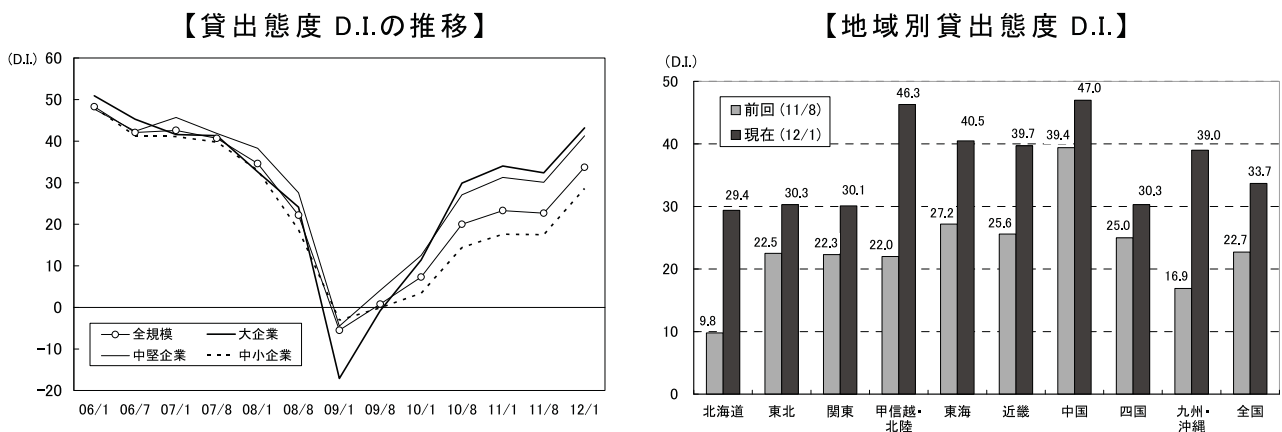 【貸出態度 D.I.の推移】
(D.I.)
60
50
40
30
20
10
0
−10
−20
全規模
大企業
中堅企業
中小企業
06/1 06/7 07/1 07/8 08/1 08/8 09/1 09/8 10/1 10/8 11/1 11/8 12/1
【地域別貸出態度 D.I.】
(D.I.)
50
40
30
20
10
0
前回 (11/8)
現在 (12/1)
9.8 29.4
22.5 30.3
22.3 30.1
22.0 46.3
27.2 40.5
25.6 39.7
39.4 47.0
25.0 30.3
16.9 39.0
22.7 33.7
北海道 東北 関東 甲信越・ 東海 近畿 中国 四国 九州・ 全国
北陸 沖縄